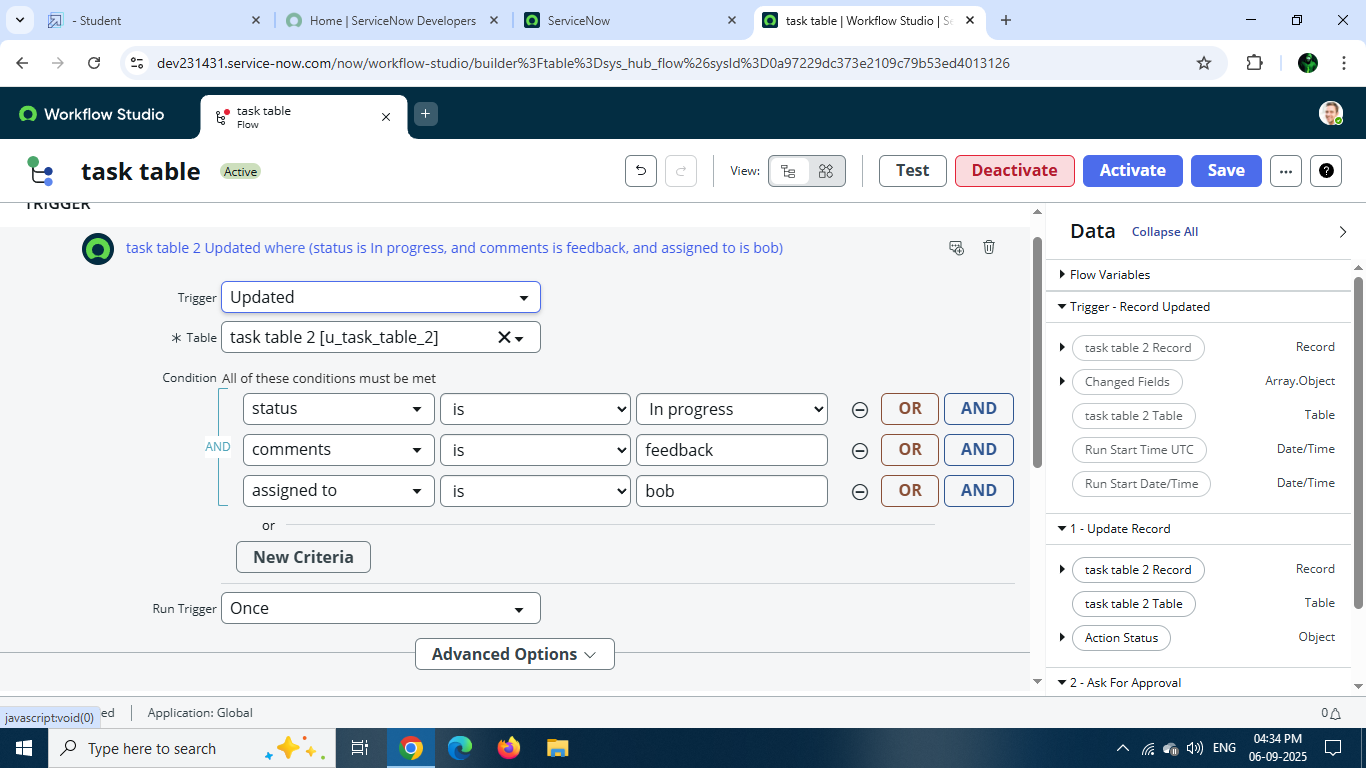 - Student
Home | ServiceNow Developers
ServiceNow
task table | Workflow Studio | Se
dev231431.service-now.com/now/workflow-studio/builder%3Ftable%3Dsys_hub_flow%26sysId%3D0a97229dc373e2109c79b53ed4013126
Workflow Studio
task table
Flow
task table
Active
View:
Test
Deactivate
Activate
Save
TRIGGER
task table 2 Updated where (status is In progress, and comments is feedback, and assigned to is bob)
Trigger
Updated
Table
task table 2 [u_task_table_2]
Condition
All of these conditions must be met
AND
status
is
In progress
OR
AND
comments
is
feedback
OR
AND
assigned to
is
bob
OR
AND
or
New Criteria
Run Trigger
Once
Advanced Options
Data
Collapse All
Flow Variables
Trigger - Record Updated
task table 2 Record
Record
Changed Fields
Array.Object
task table 2 Table
Table
Run Start Time UTC
Date/Time
Run Start Date/Time
Date/Time
1 - Update Record
task table 2 Record
Record
task table 2 Table
Table
Action Status
Object
2 - Ask For Approval
javascript:void(0)
ed
Application: Global
0
Type here to search
ENG
04:34 PM
06-09-2025